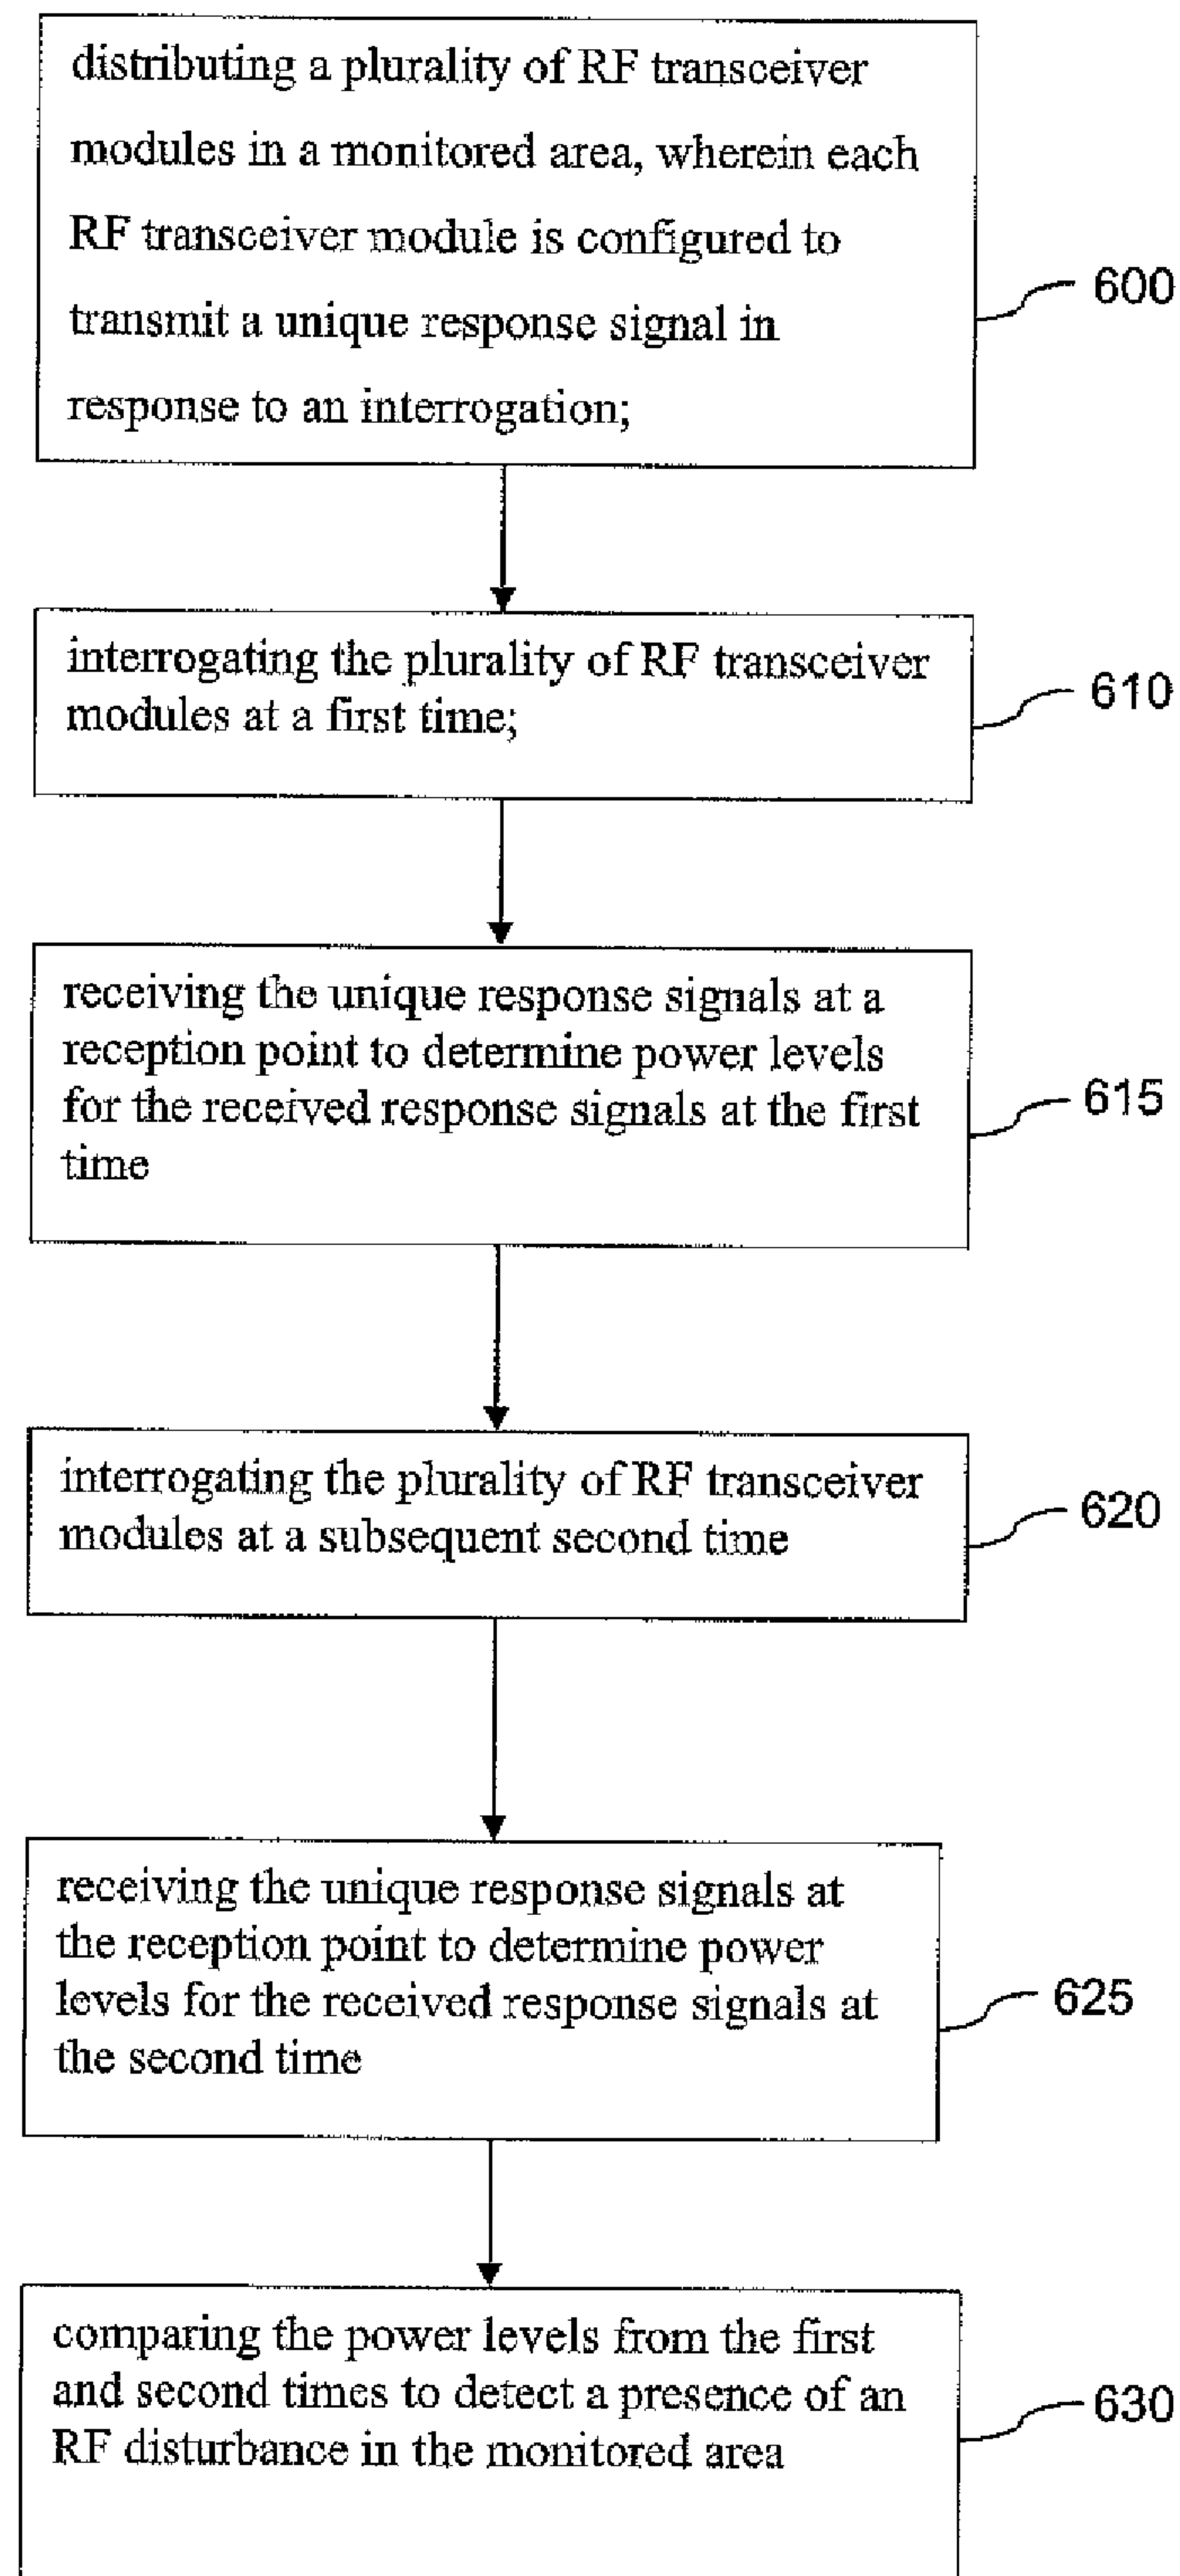 distributing a plurality of RF transceiver
modules in a monitored area, wherein each
RF transceiver module is configured to
transmit a unique response signal in
response to an interrogation;
600
interrogating the plurality of RF transceiver
modules at a first time;
610
receiving the unique response signals at a
reception point to determine power levels
for the received response signals at the first
time
615
interrogating the plurality of RF transceiver
modules at a subsequent second time
620
receiving the unique response signals at
the reception point to determine power
levels for the received response signals at
the second time
625
comparing the power levels from the first
and second times to detect a presence of an
RF disturbance in the monitored area
630